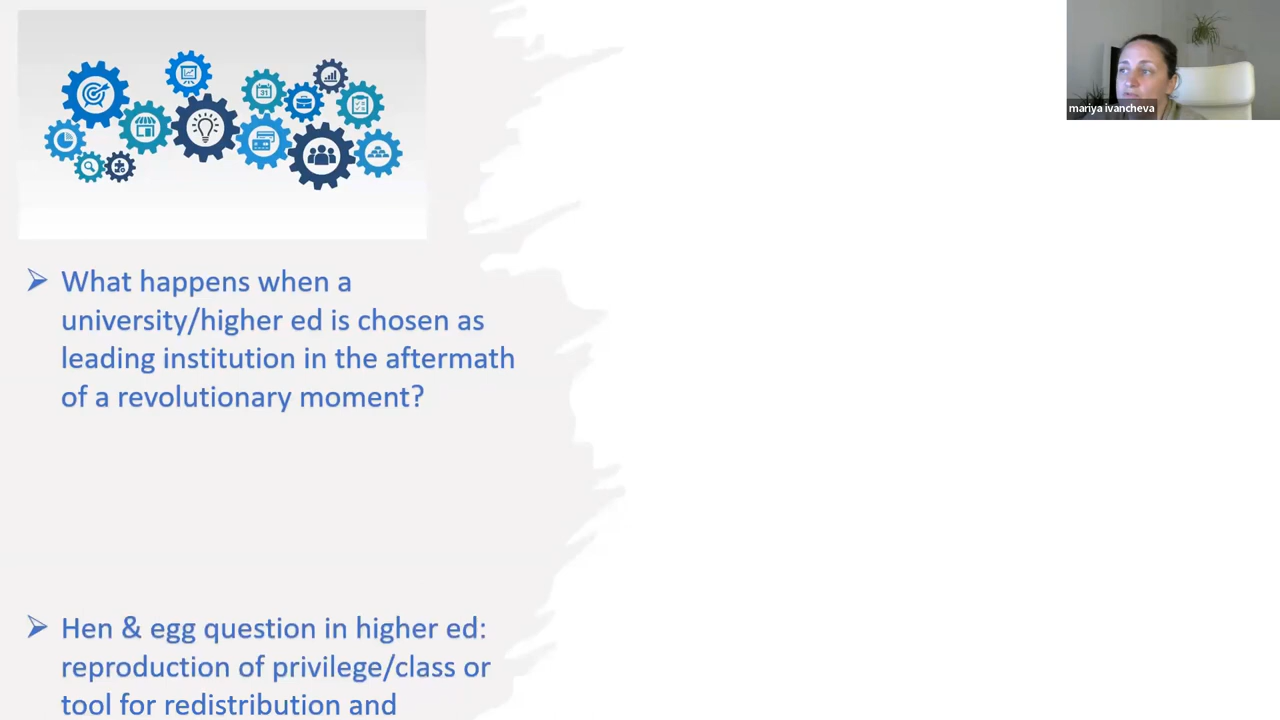 mariya ivancheva
31
What happens when a
university/higher ed is chosen as
leading institution in the aftermath
of a revolutionary moment?
Hen & egg question in higher ed:
reproduction of privilege/class or
tool for redistribution and